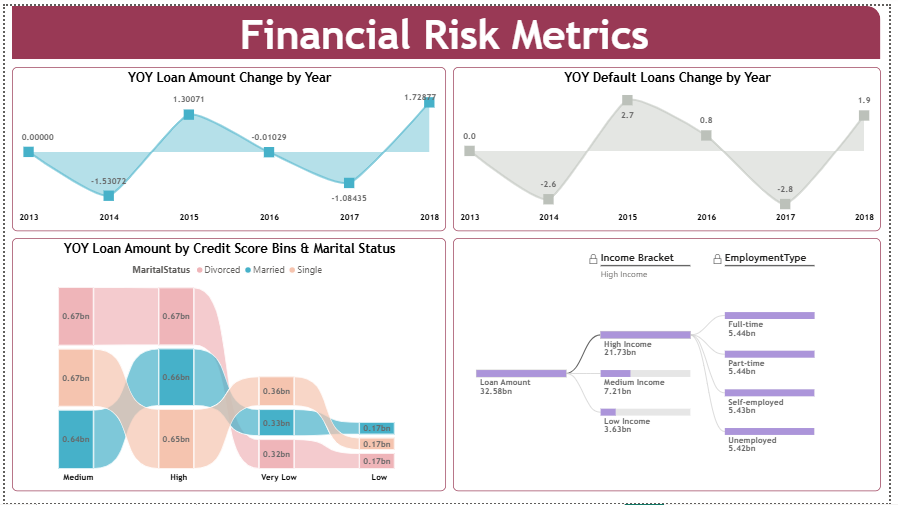 Financial Risk Metrics
YOY Loan Amount Change by Year
0.00000
-1.53072
1.30071
-0.01029
-1.08435
1.72877
2013
2014
2015
2016
2017
2018
YOY Default Loans Change by Year
0.0
-2.6
2.7
0.8
-2.8
1.9
2013
2014
2015
2016
2017
2018
YOY Loan Amount by Credit Score Bins & Marital Status
MaritalStatus Divorced Married Single
0.67bn
0.67bn
0.64bn
0.67bn
0.66bn
0.65bn
0.36bn
0.33bn
0.32bn
0.17bn
0.17bn
0.17bn
Medium
High
Very Low
Low
Income Bracket
High Income
EmploymentType
Loan Amount
32.58bn
High Income
21.73bn
Medium Income
7.21bn
Low Income
3.63bn
Full-time
5.44bn
Part-time
5.44bn
Self-employed
5.43bn
Unemployed
5.42bn